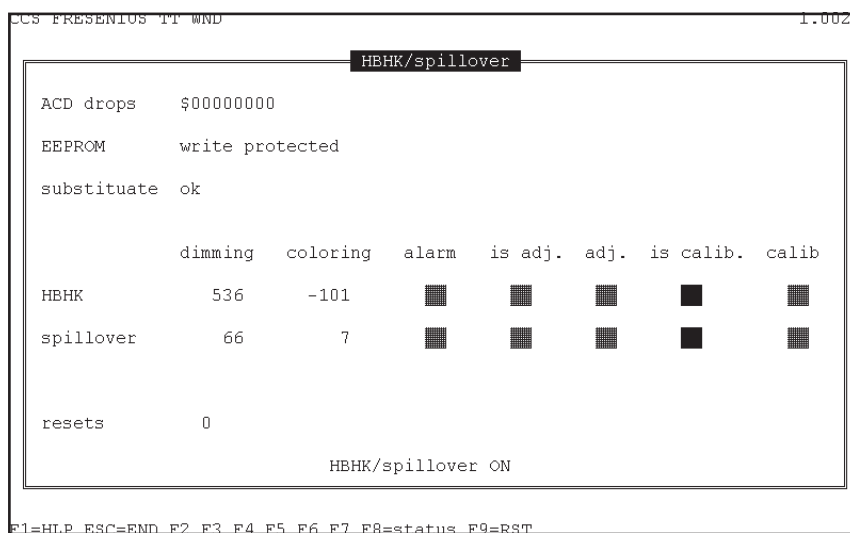 CCS FRESENIUS TT WND 1.00Z
HBHK/spillover
ACD drops $00000000
EEPROM write protected
substituate ok
dimming coloring alarm is adj. adj. is calib. calib
HBHK 536 -101
spillover 66 7
resets 0
HBHK/spillover ON
F1=HLP ESC=END F2 F3 F4 F5 F6 F7 F8=status F9=RST